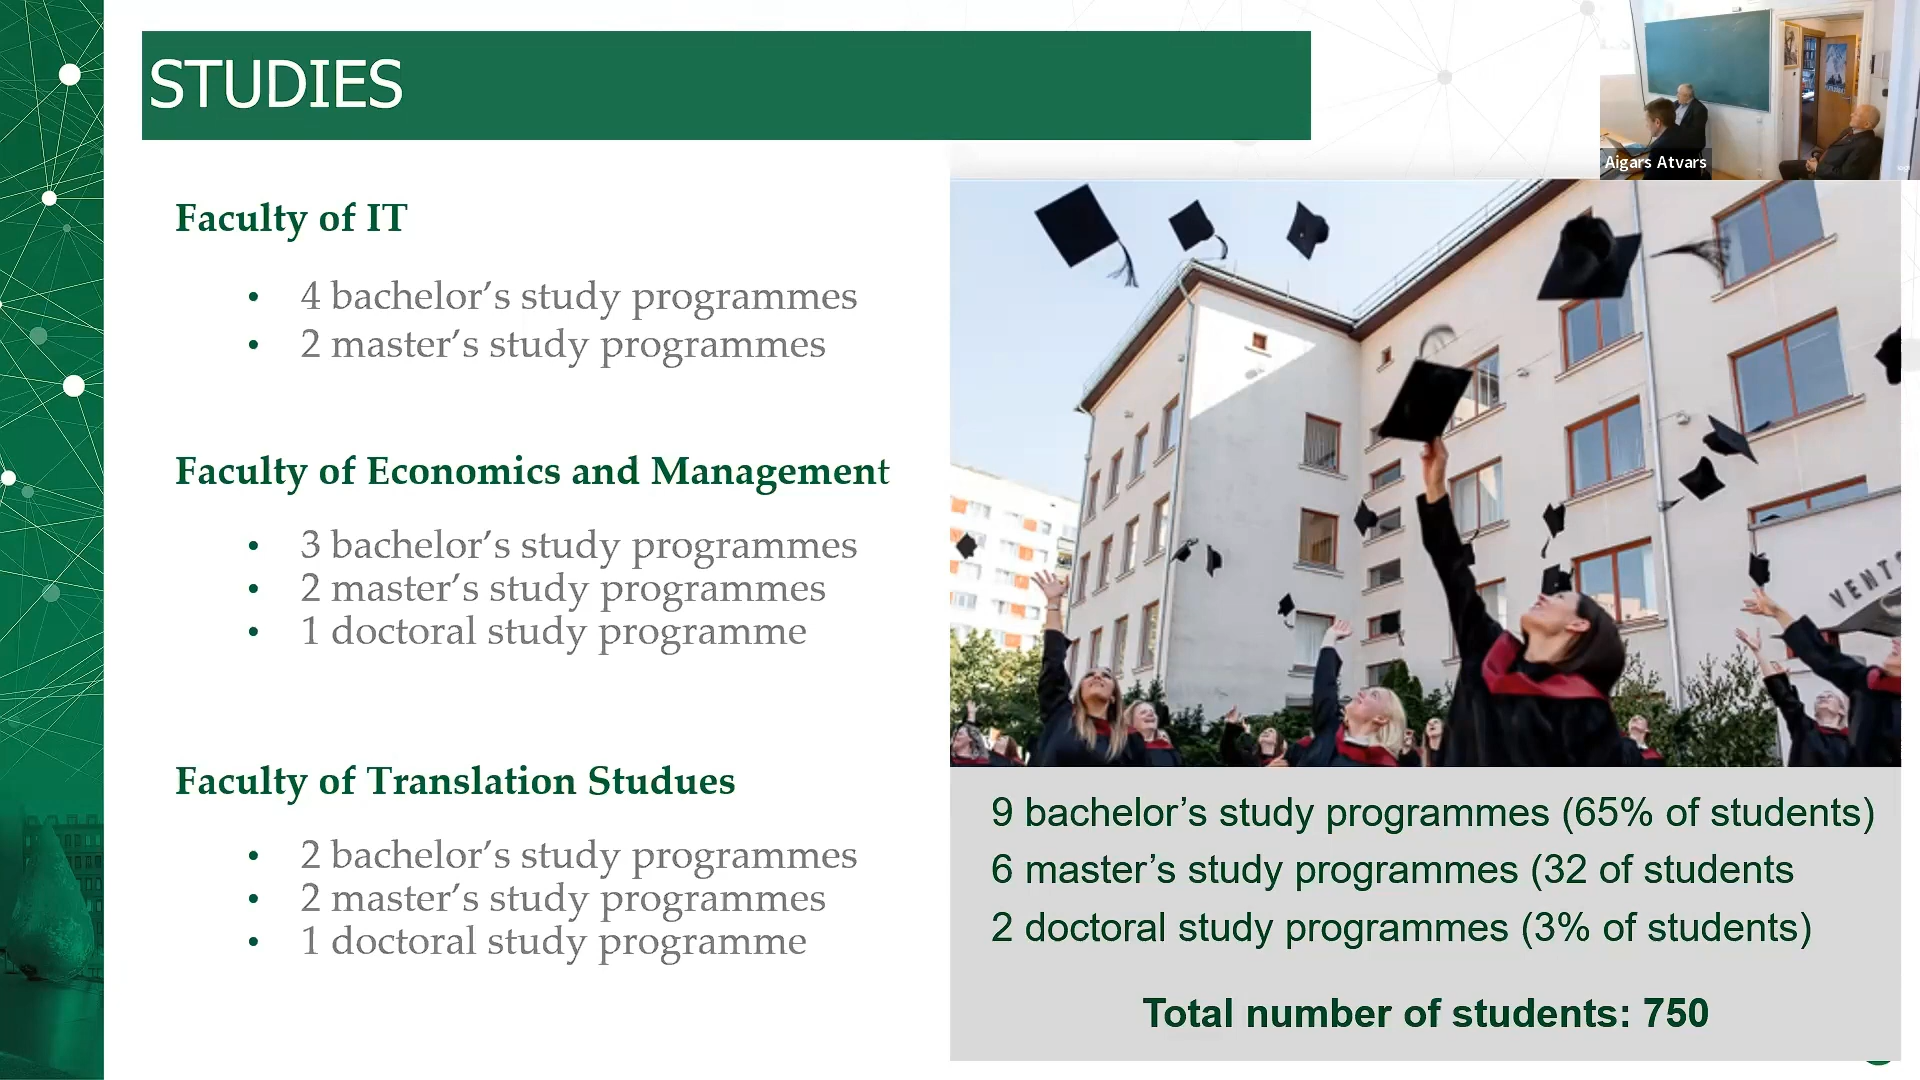 STUDIES
Aigars Atvars
Faculty of IT
• 4 bachelor’s study programmes
• 2 master’s study programmes
Faculty of Economics and Management
• 3 bachelor’s study programmes
• 2 master’s study programmes
• 1 doctoral study programme
Faculty of Translation Studues
• 2 bachelor’s study programmes
• 2 master’s study programmes
• 1 doctoral study programme
VENTS
9 bachelor’s study programmes (65% of students)
6 master’s study programmes (32 of students
2 doctoral study programmes (3% of students)
Total number of students: 750